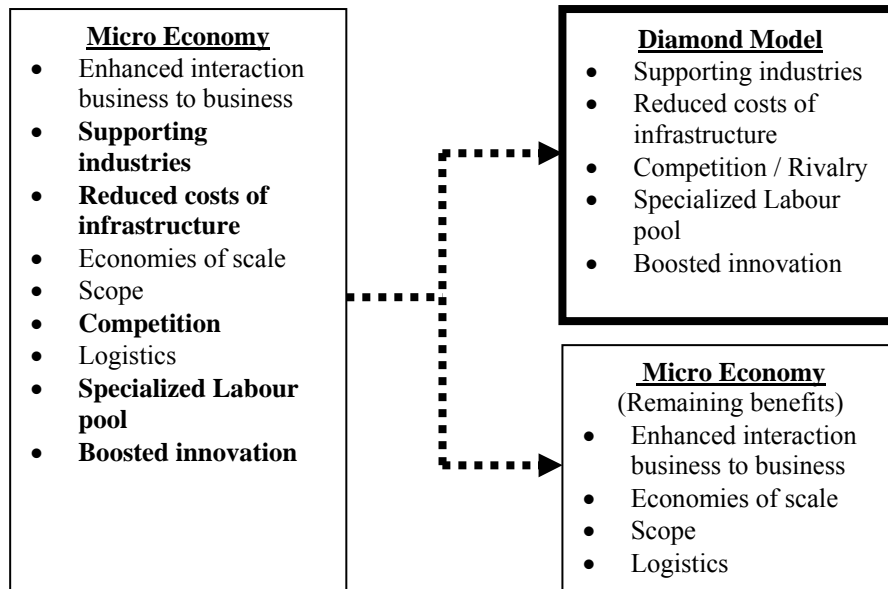 Micro Economy
• Enhanced interaction
business to business
• Supporting
industries
• Reduced costs of
infrastructure
• Economies of scale
• Scope
• Competition
• Logistics
• Specialized Labour
pool
• Boosted innovation
Diamond Model
• Supporting industries
• Reduced costs of
infrastructure
• Competition / Rivalry
• Specialized Labour
pool
• Boosted innovation
Micro Economy
(Remaining benefits)
• Enhanced interaction
business to business
• Economies of scale
• Scope
• Logistics